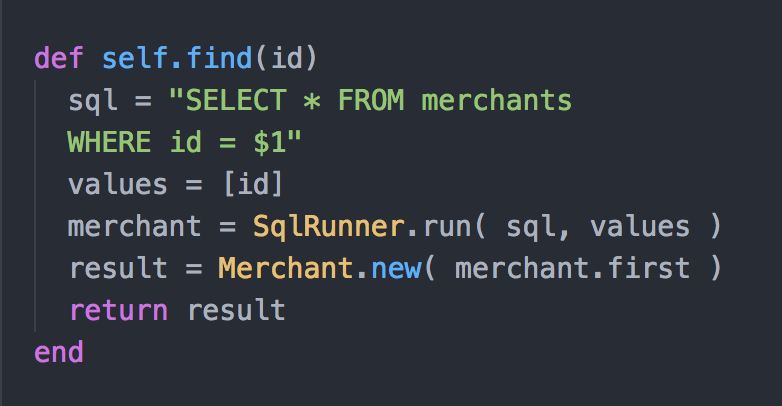 def self.find(id)
  sql = "SELECT * FROM merchants
  WHERE id = $1"
  values = [id]
  merchant = SqlRunner.run( sql, values )
  result = Merchant.new( merchant.first )
  return result
end